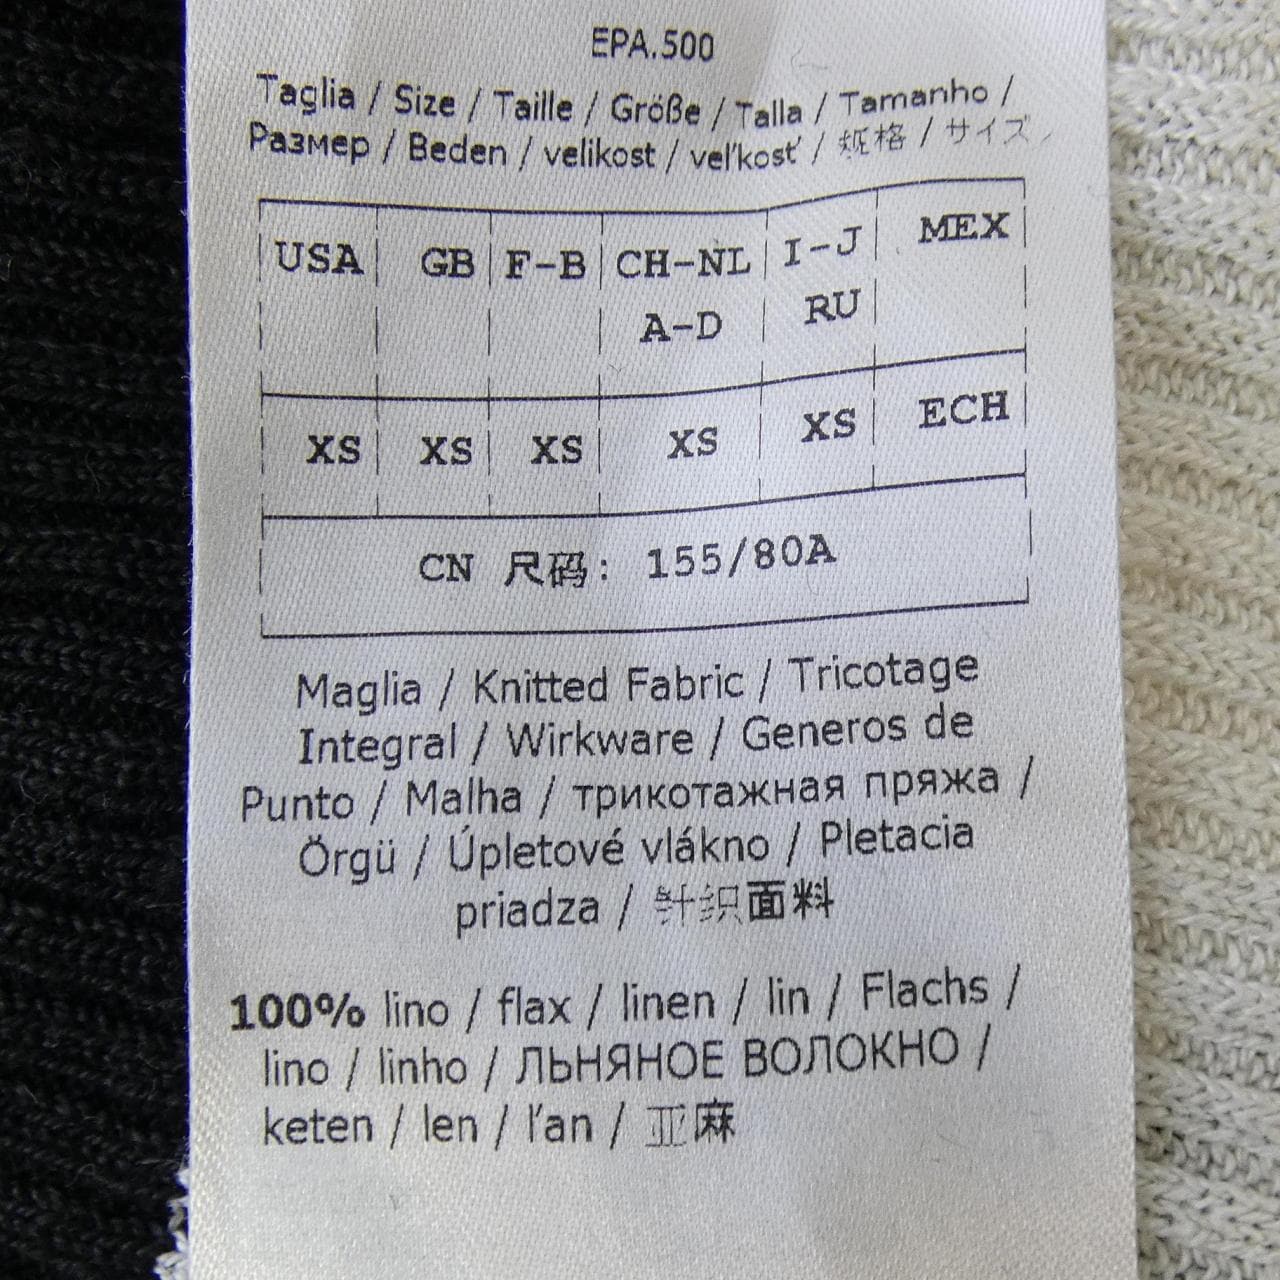 EPA.500
Taglia / Size / Taille / Größe / Talla / Tamanho /
Размер / Beden / velikost / veľkosť / 规格 / サイズ /
USA GB F-B CH-NL I-J MEX
A-D RU
XS XS XS XS XS ECH
CN 尺码: 155/80A
Maglia / Knitted Fabric / Tricotage
Integral / Wirkware / Generos de
Punto / Malha / трикотажная пряжа /
Örgü / Úpletové vlákno / Pletacia
priadza / 针织面料
100% lino / flax / linen / lin / Flachs /
lino / linho / ЛЬНЯНОЕ ВОЛОКНО /
keten / len / ľan / 亚麻